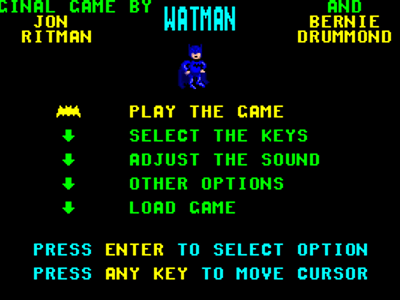 GINAL GAME BY WATMAN AND
JON BERNIE
RITMAN DRUMMOND
PLAY THE GAME
SELECT THE KEYS
ADJUST THE SOUND
OTHER OPTIONS
LOAD GAME
PRESS ENTER TO SELECT OPTION
PRESS ANY KEY TO MOVE CURSOR